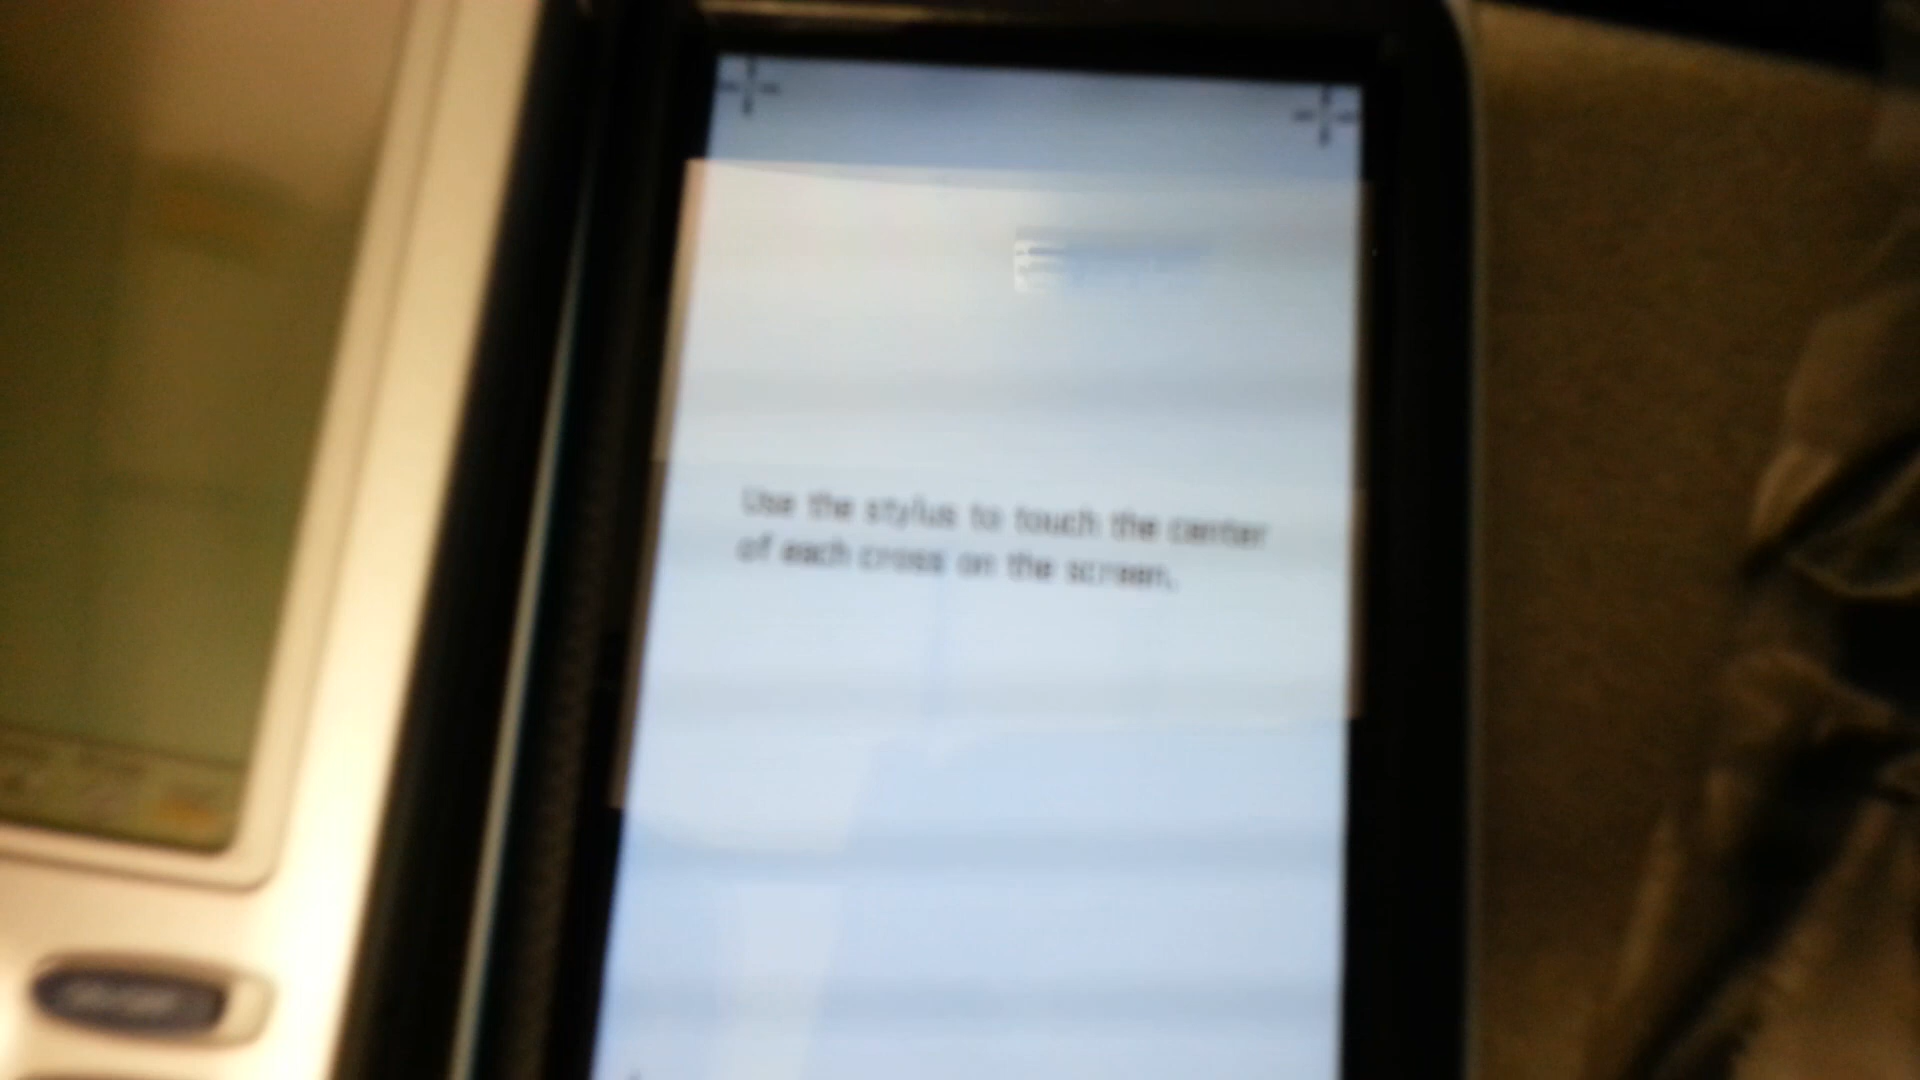 Use the stylus to touch the center
of each cross on the screen.